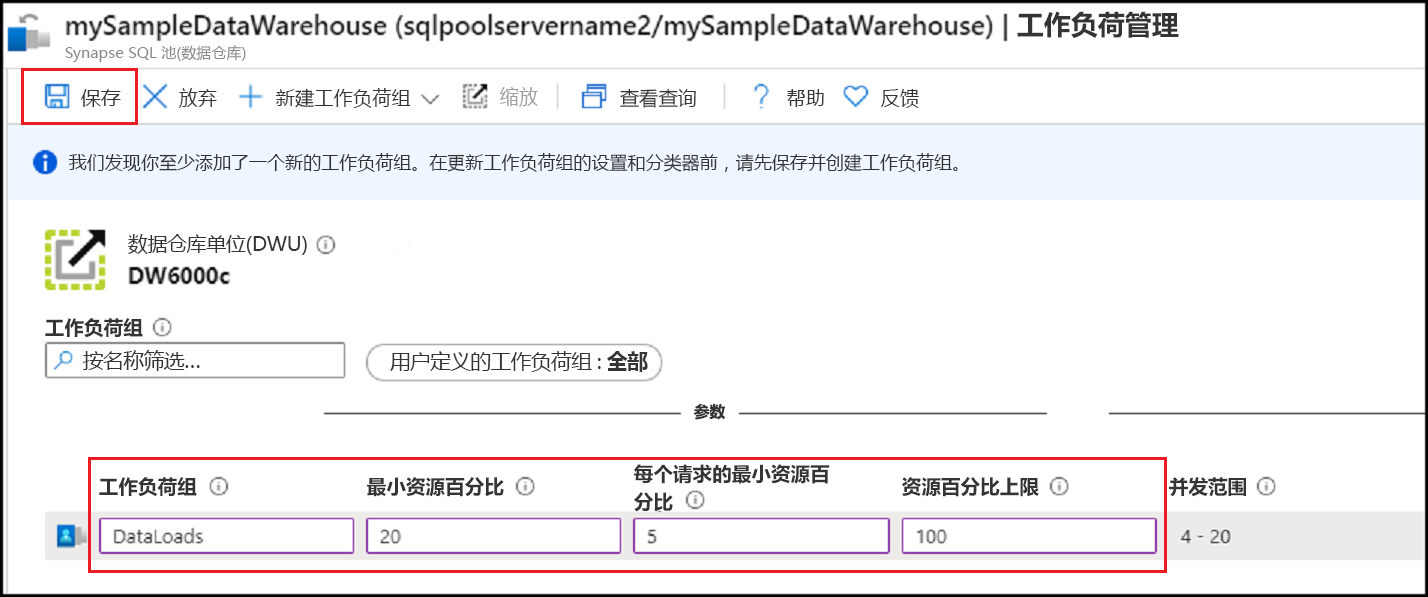 mySampleDataWarehouse (sqlpoolservername2/mySampleDataWarehouse) | 工作负荷管理
Synapse SQL 池(数据仓库)
保存 放弃 新建工作负荷组 缩放 查看查询 帮助 反馈
我们发现你至少添加了一个新的工作负荷组。在更新工作负荷组的设置和分类器前，请先保存并创建工作负荷组。
数据仓库单位(DWU)
DW6000c
工作负荷组
按名称筛选... 用户定义的工作负荷组 : 全部
参数
工作负荷组 最小资源百分比 每个请求的最小资源百
分比 资源百分比上限 并发范围
DataLoads 20 5 100 4 - 20